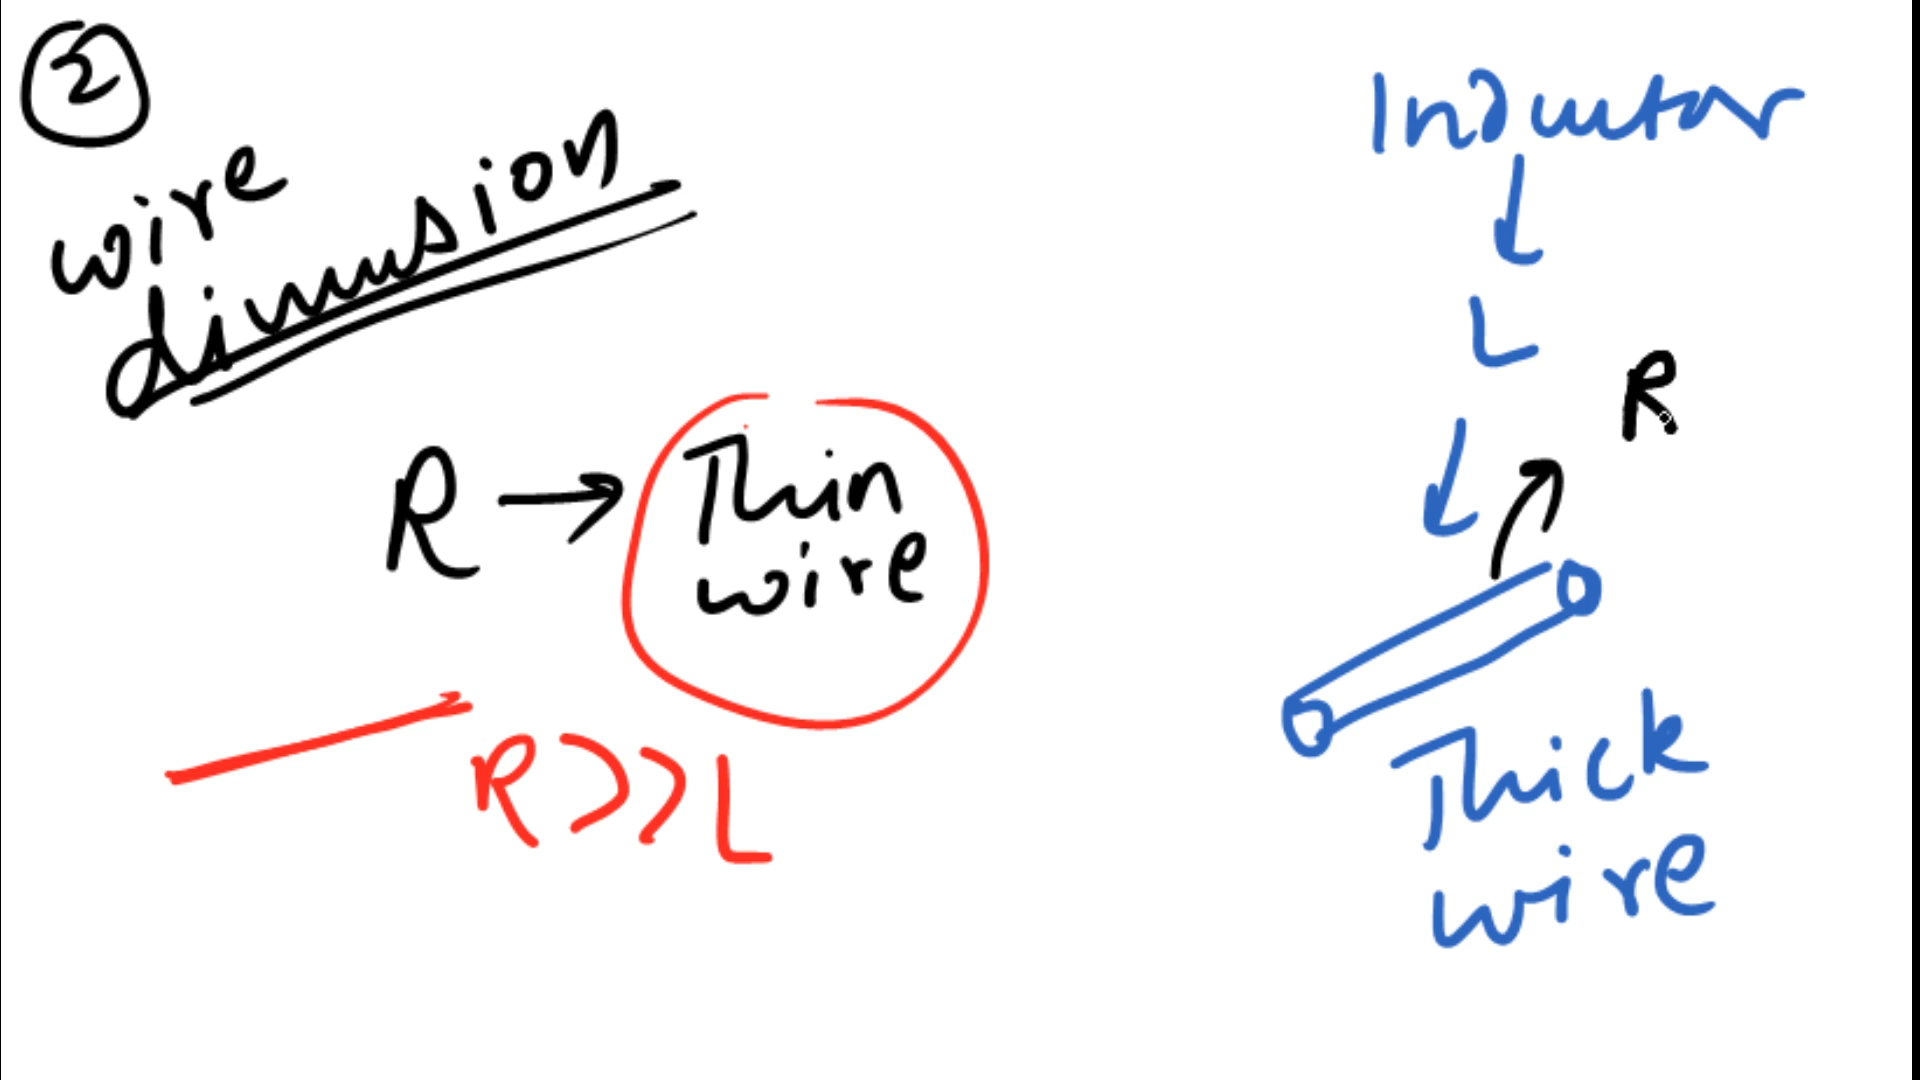 2
wire
dimension
R → Thin
wire
R >> L
Inductor
L
R
Thick
wire